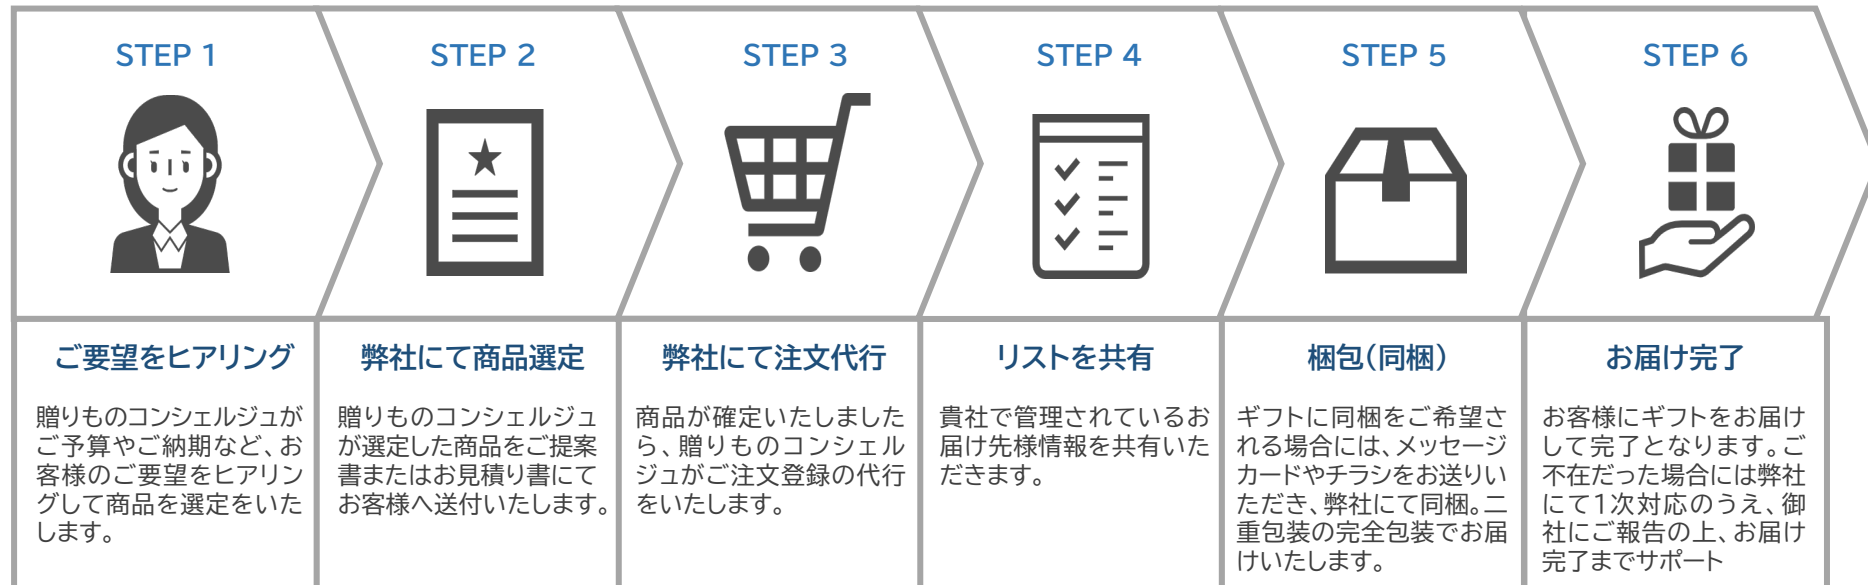 STEP 1
STEP 2
STEP 3
STEP 4
STEP 5
STEP 6
ご要望をヒアリング
贈りものコンシェルジュが
ご予算やご納期など、お
客様のご要望をヒアリン
グして商品を選定をいた
します。
弊社にて商品選定
贈りものコンシェルジュ
が選定した商品をご提案
書またはお見積り書にて
お客様へ送付いたします。
弊社にて注文代行
商品が確定いたしました
ら、贈りものコンシェル
ジュがご注文登録の代行
をいたします。
リストを共有
貴社で管理されているお
届け先様情報を共有いた
だきます。
梱包(同梱)
ギフトに同梱をご希望さ
れる場合には、メッセージ
カードやチラシをお送りい
ただき、弊社にて同梱。二
重包装の完全包装でお届
けいたします。
お届け完了
お客様にギフトをお届け
して完了となります。ご
不在だった場合には弊社
にて1次対応のうえ、御
社にご報告の上、お届け
完了までサポート